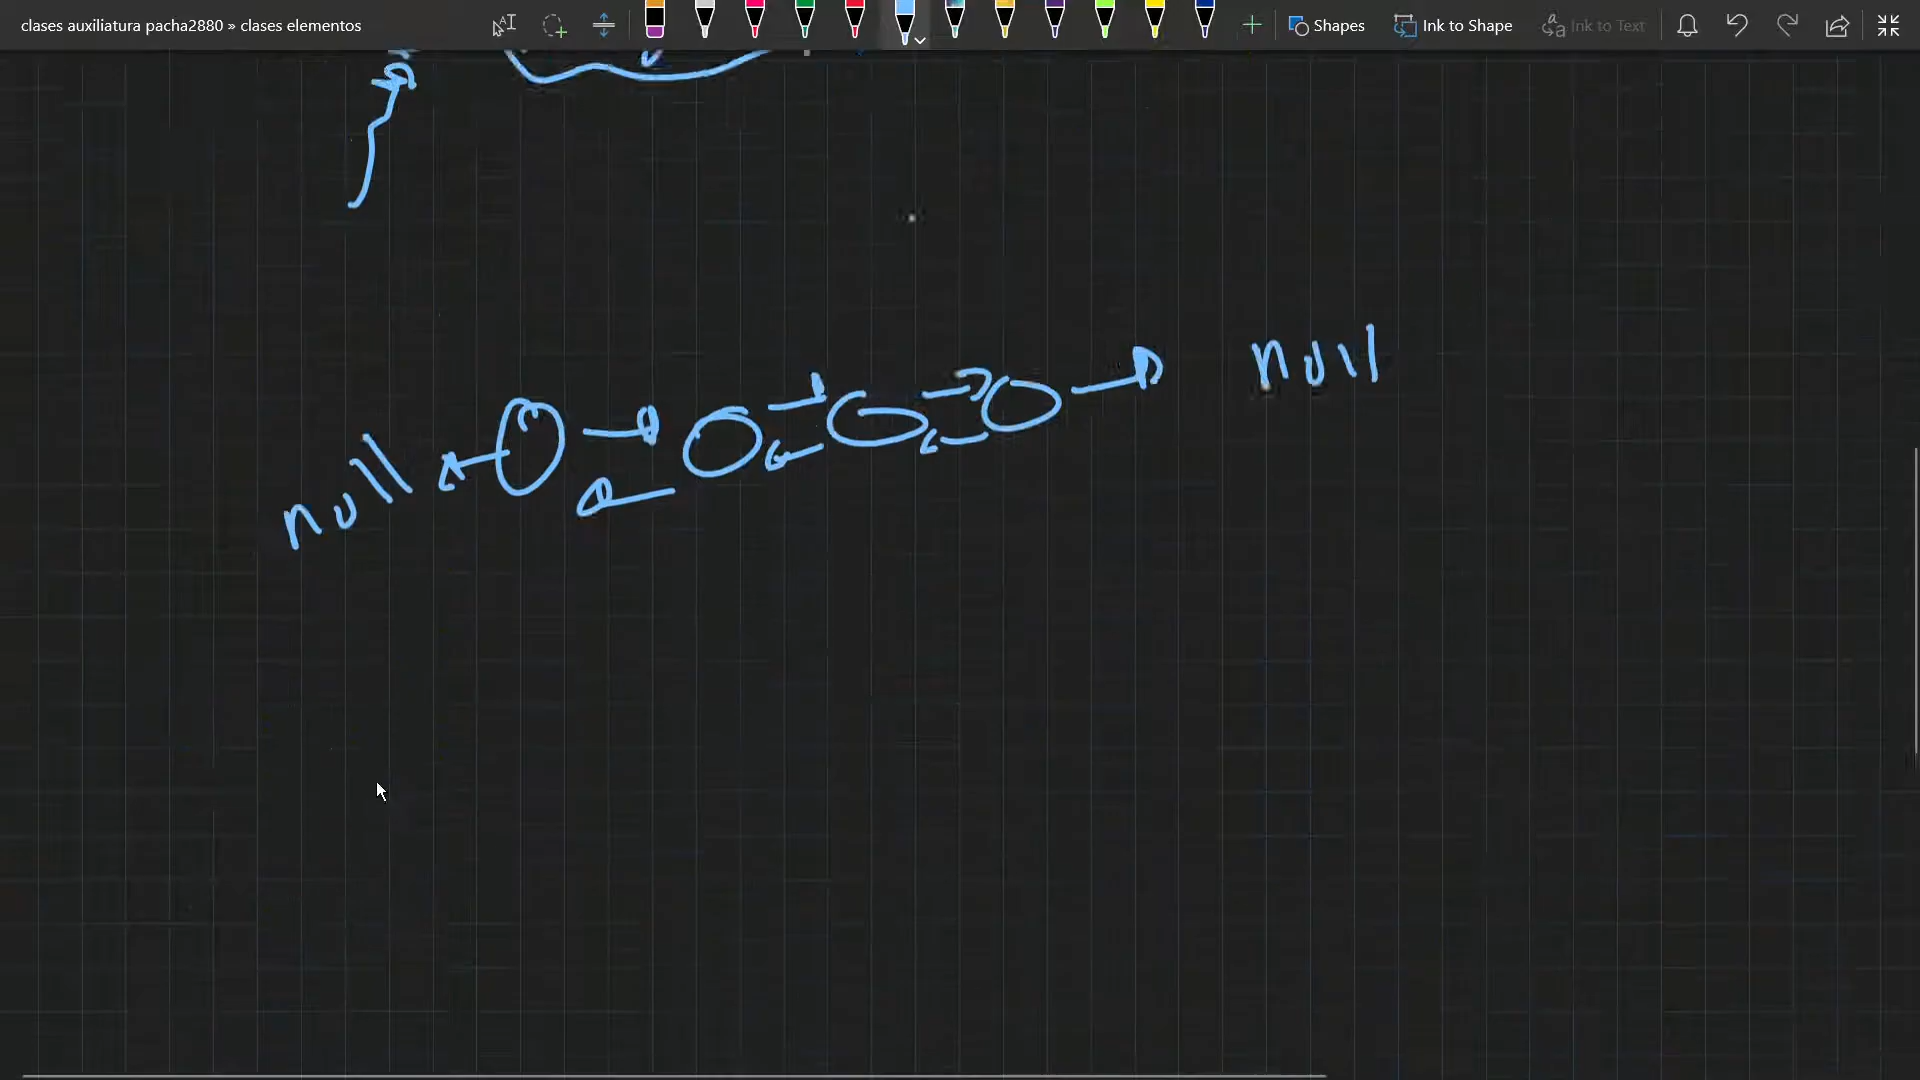 clases auxiliatura pacha2880 » clases elementos
Shapes
Ink to Shape
Ink to Text
null
null